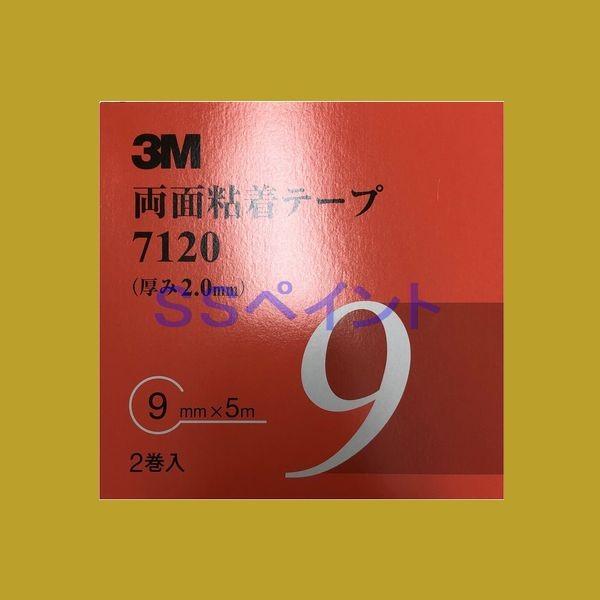 3M
両面粘着テープ
7120
(厚み2.0mm)
SSペイント
9
9 mm×5m
2巻入